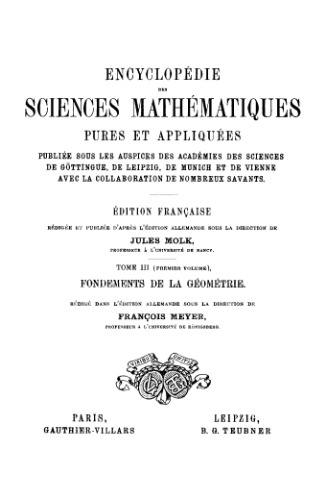 ENCYCLOPÉDIE
DES
SCIENCES MATHÉMATIQUES
PURES ET APPLIQUÉES
PUBLIÉE SOUS LES AUSPICES DES ACADÉMIES DES SCIENCES
DE GÖTTINGUE, DE LEIPZIG, DE MUNICH ET DE VIENNE
AVEC LA COLLABORATION DE NOMBREUX SAVANTS.
ÉDITION FRANÇAISE
RÉDIGÉE ET PUBLIÉE D'APRÈS L'ÉDITION ALLEMANDE SOUS LA DIRECTION DE
JULES MOLK,
PROFESSEUR À L'UNIVERSITÉ DE NANCY.
TOME III (PREMIER VOLUME),
FONDEMENTS DE LA GÉOMÉTRIE.
RÉDIGÉ DANS L'ÉDITION ALLEMANDE SOUS LA DIRECTION DE
FRANÇOIS MEYER,
PROFESSEUR À L'UNIVERSITÉ DE KÖNIGSBERG.
PARIS,
GAUTHIER-VILLARS
LEIPZIG,
B. G. TEUBNER